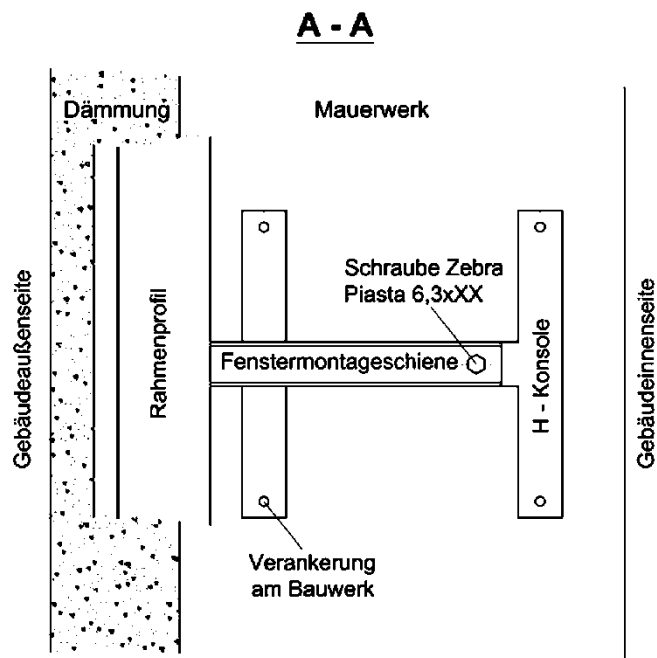 A - A
Dämmung
Mauerwerk
Gebäudeaußenseite
Rahmenprofil
Schraube Zebra
Piasta 6,3xXX
Fenstermontageschiene
H - Konsole
Gebäudeinnenseite
Verankerung
am Bauwerk